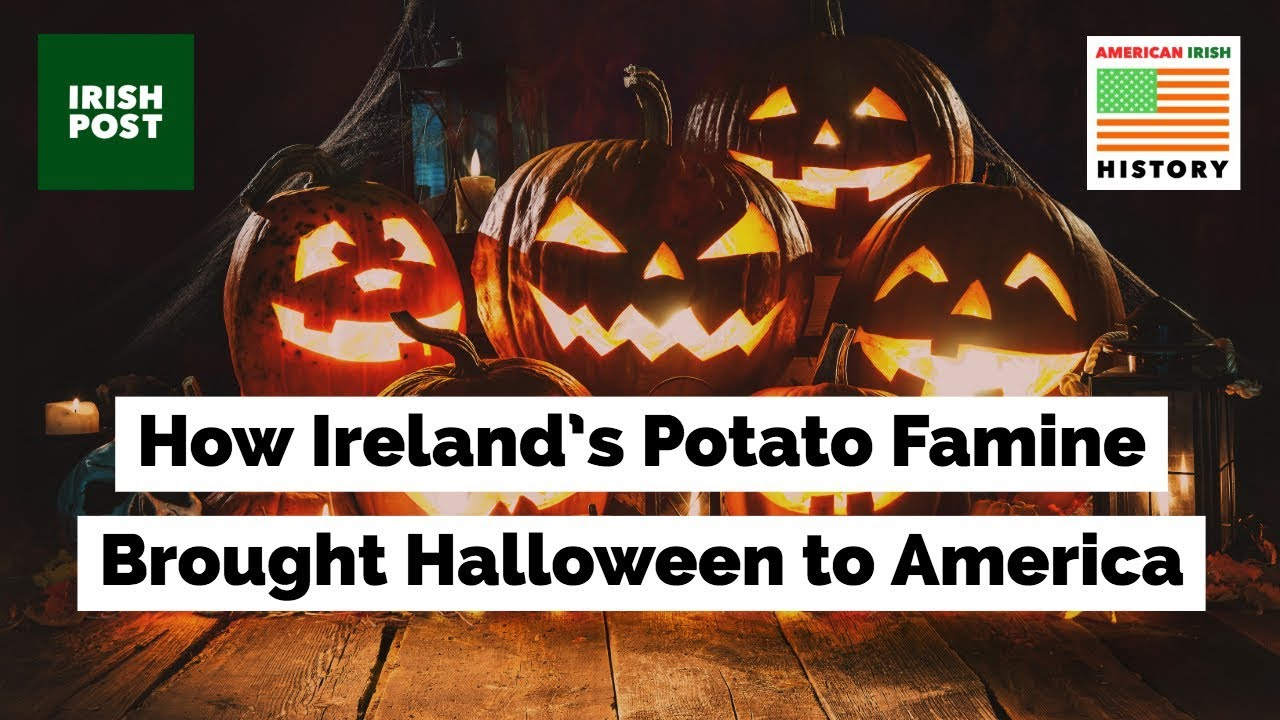 IRISH
POST
AMERICAN IRISH
HISTORY
How Ireland’s Potato Famine
Brought Halloween to America